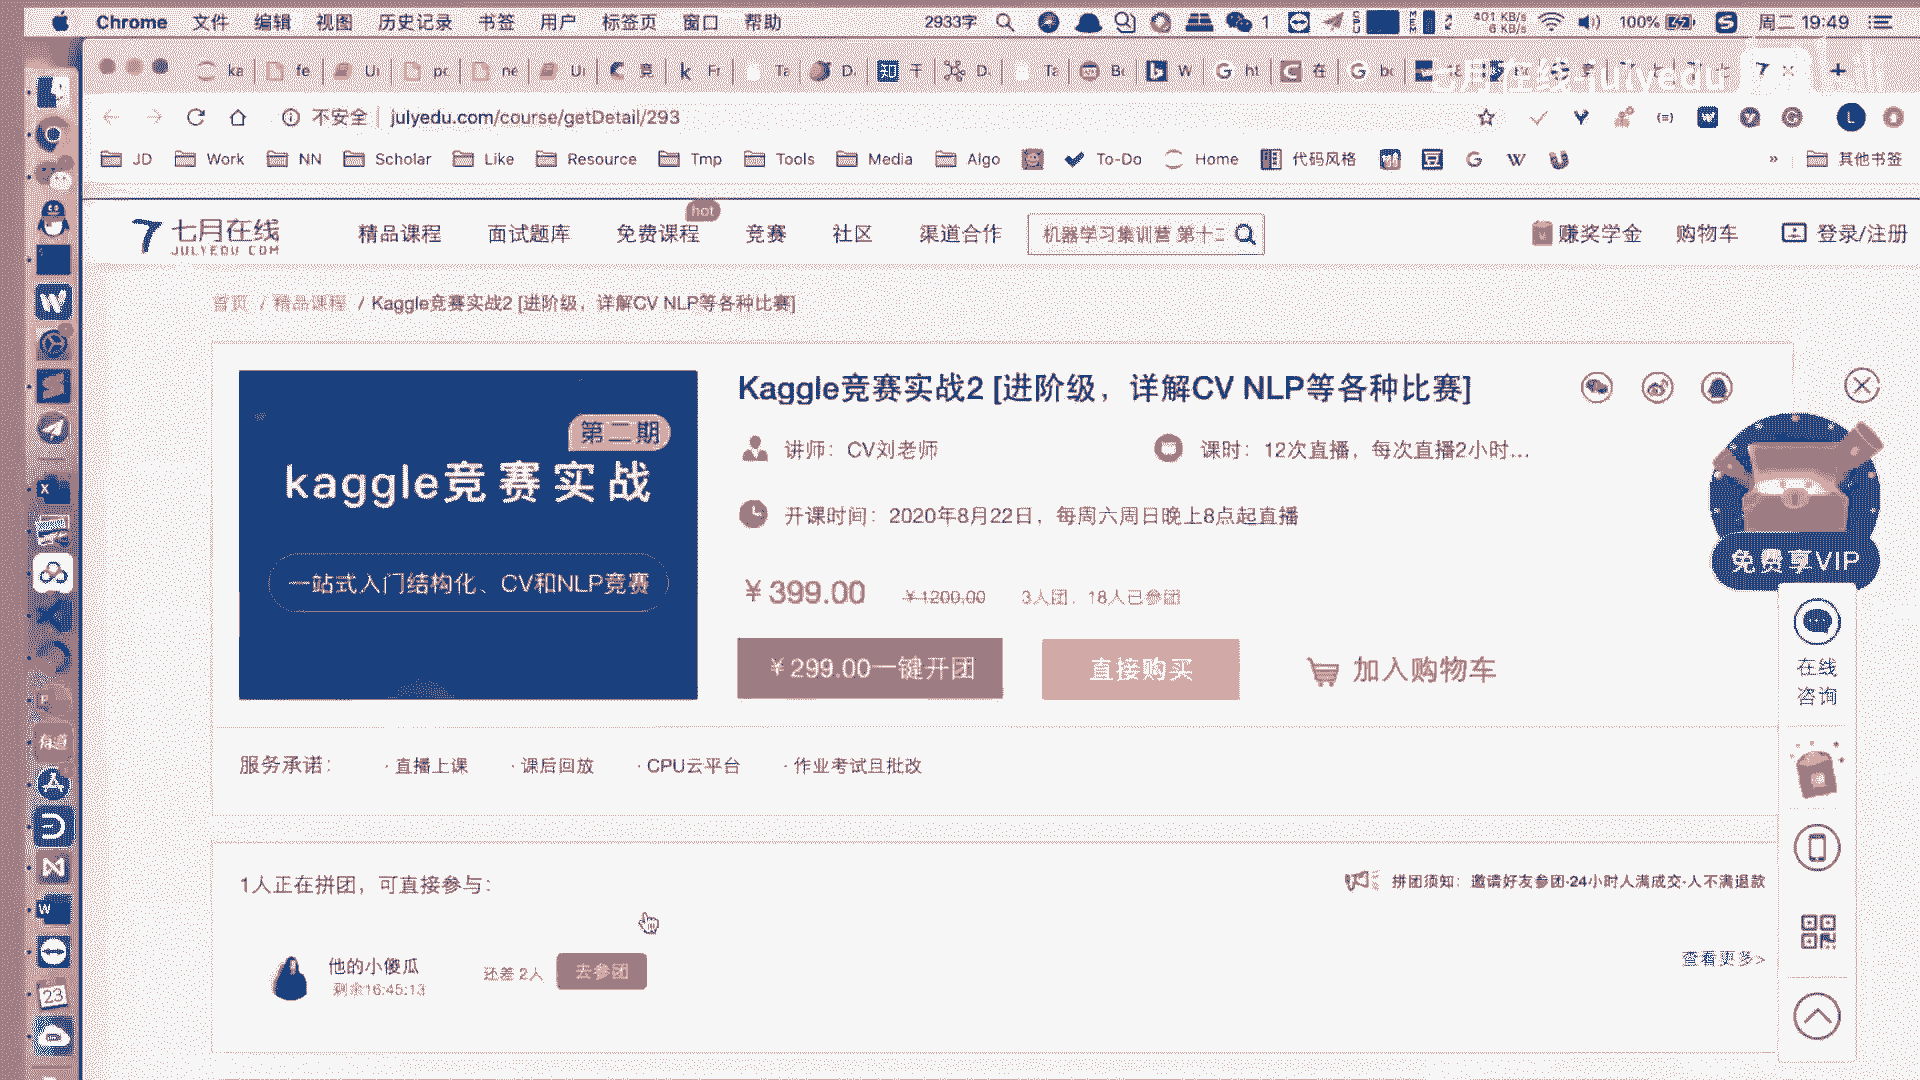 Chrome 文件 编辑 视图 历史记录 书签 用户 标签页 窗口 帮助 2933字 1 401 KB/s 6 KB/s 100% 周二 19:49
不安全 julyedu.com/course/getDetail/293
JD Work NN Scholar Like Resource Tmp Tools Media Algo To-Do Home 代码风格 » 其他书签
七月在线
JULYEDU.COM
精品课程 面试题库 免费课程 hot 竞赛 社区 渠道合作 机器学习集训营 第十二 赚奖学金 购物车 登录/注册
首页 / 精品课程 / Kaggle竞赛实战2 [进阶级，详解CV NLP等各种比赛]
第二期
kaggle竞赛实战
一站式入门结构化、CV和NLP竞赛
Kaggle竞赛实战2 [进阶级，详解CV NLP等各种比赛]
讲师：CV刘老师 课时：12次直播，每次直播2小时...
开课时间：2020年8月22日，每周六周日晚上8点起直播
¥399.00 ¥1200.00 3人团，18人已参团
¥299.00一键开团 直接购买 加入购物车
免费享VIP
在线
咨询
服务承诺： ·直播上课 ·课后回放 ·CPU云平台 ·作业考试且批改
1人正在拼团，可直接参与： 拼团须知：邀请好友参团·24小时人满成交·人不满退款
他的小傻瓜 还差 2人 去参团
剩余16:45:13
查看更多>